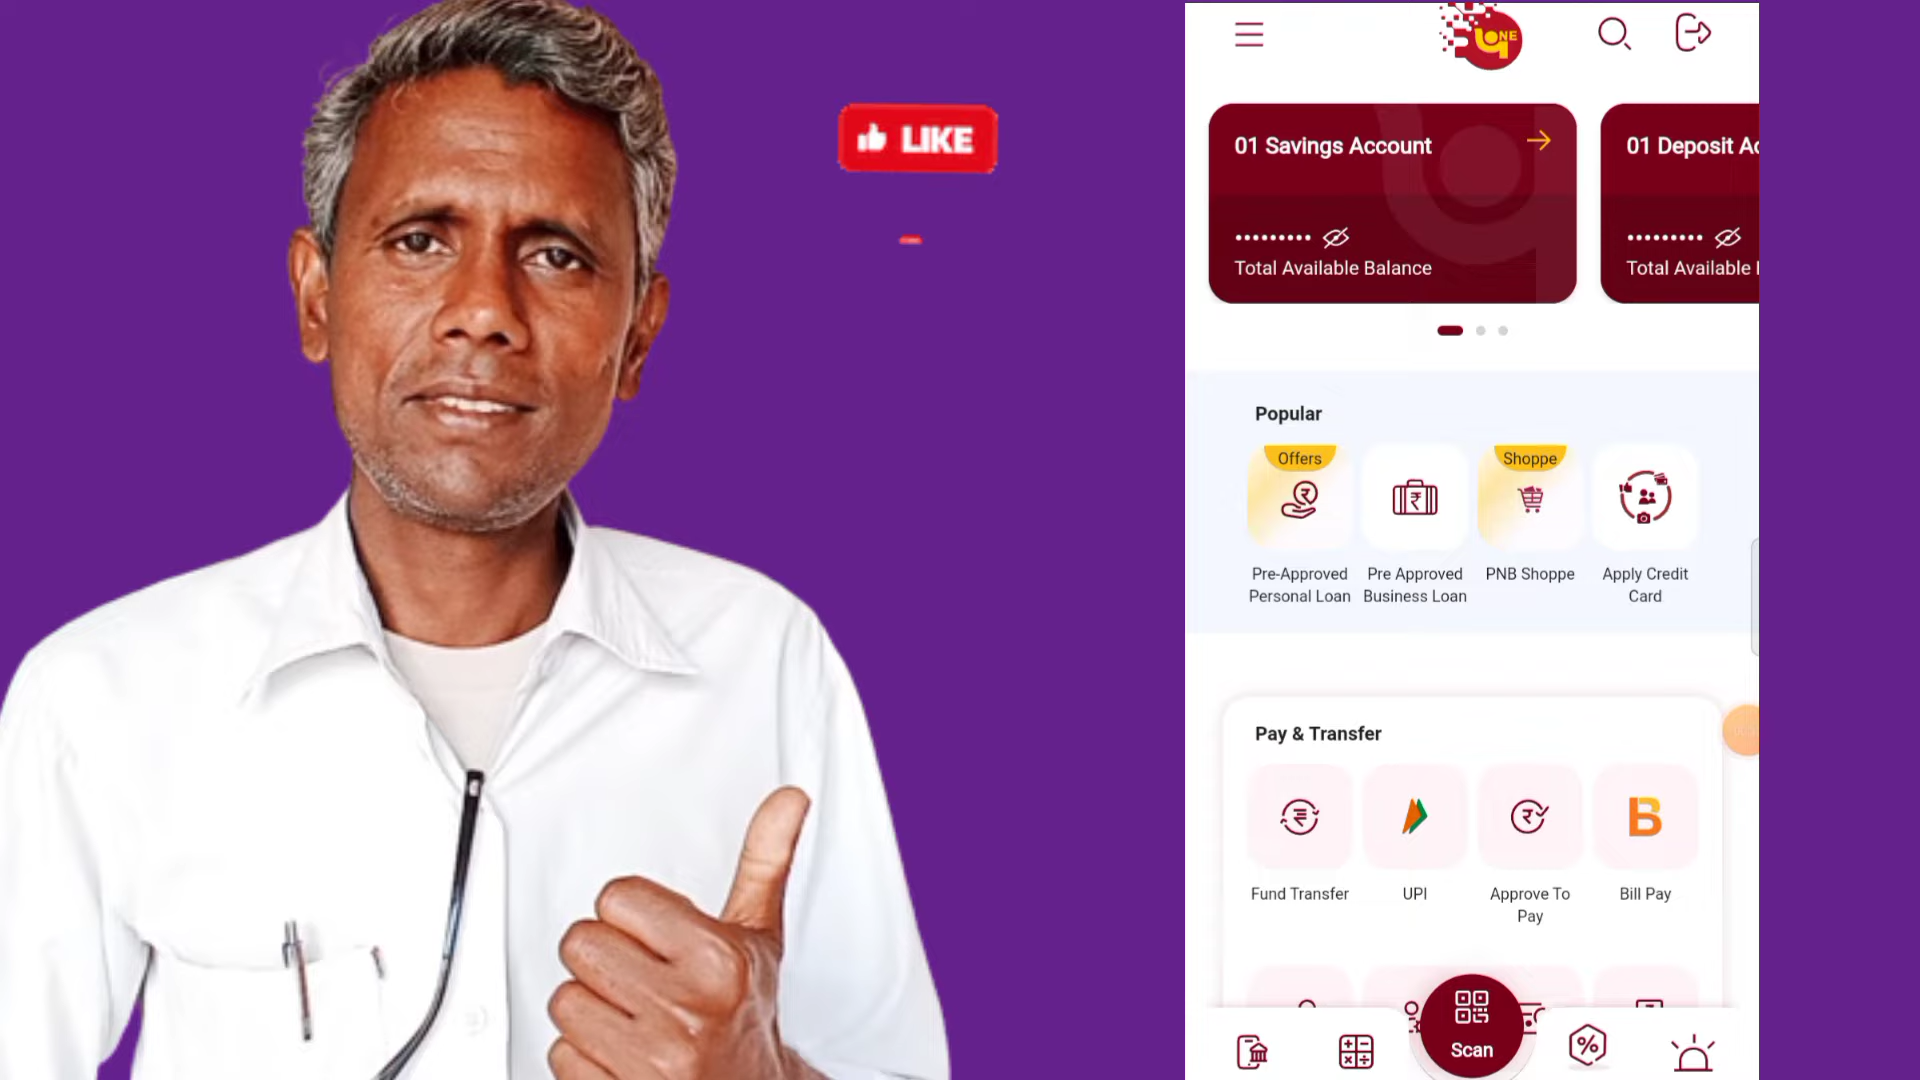 LIKE
ONE
01 Savings Account
01 Deposit Ac
Total Available Balance
Total Available
Popular
Offers
Shoppe
Pre-Approved
Personal Loan
Pre Approved
Business Loan
PNB Shoppe
Apply Credit
Card
Pay & Transfer
Fund Transfer
UPI
Approve To
Pay
Bill Pay
Scan